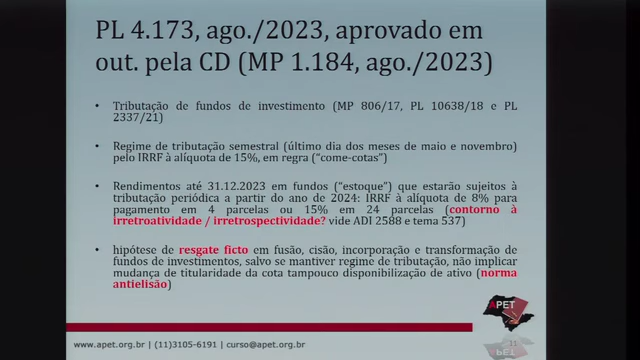 PL 4.173, ago./2023, aprovado em
out. pela CD (MP 1.184, ago./2023)
• Tributação de fundos de investimento (MP 806/17, PL 10638/18 e PL
2337/21)
• Regime de tributação semestral (último dia dos meses de maio e novembro)
pelo IRRF à alíquota de 15%, em regra (“come-cotas”)
• Rendimentos até 31.12.2023 em fundos (“estoque”) que estarão sujeitos à
tributação periódica a partir do ano de 2024: IRRF à alíquota de 8% para
pagamento em 4 parcelas ou 15% em 24 parcelas (contorno à
irretroatividade / irretrospectividade? vide ADI 2588 e tema 537)
• hipótese de resgate ficto em fusão, cisão, incorporação e transformação de
fundos de investimentos, salvo se mantiver regime de tributação, não implicar
mudança de titularidade da cota tampouco disponibilização de ativo (norma
antielisão)
APET
www.apet.org.br | (11)3105-6191 | curso@apet.org.br
11